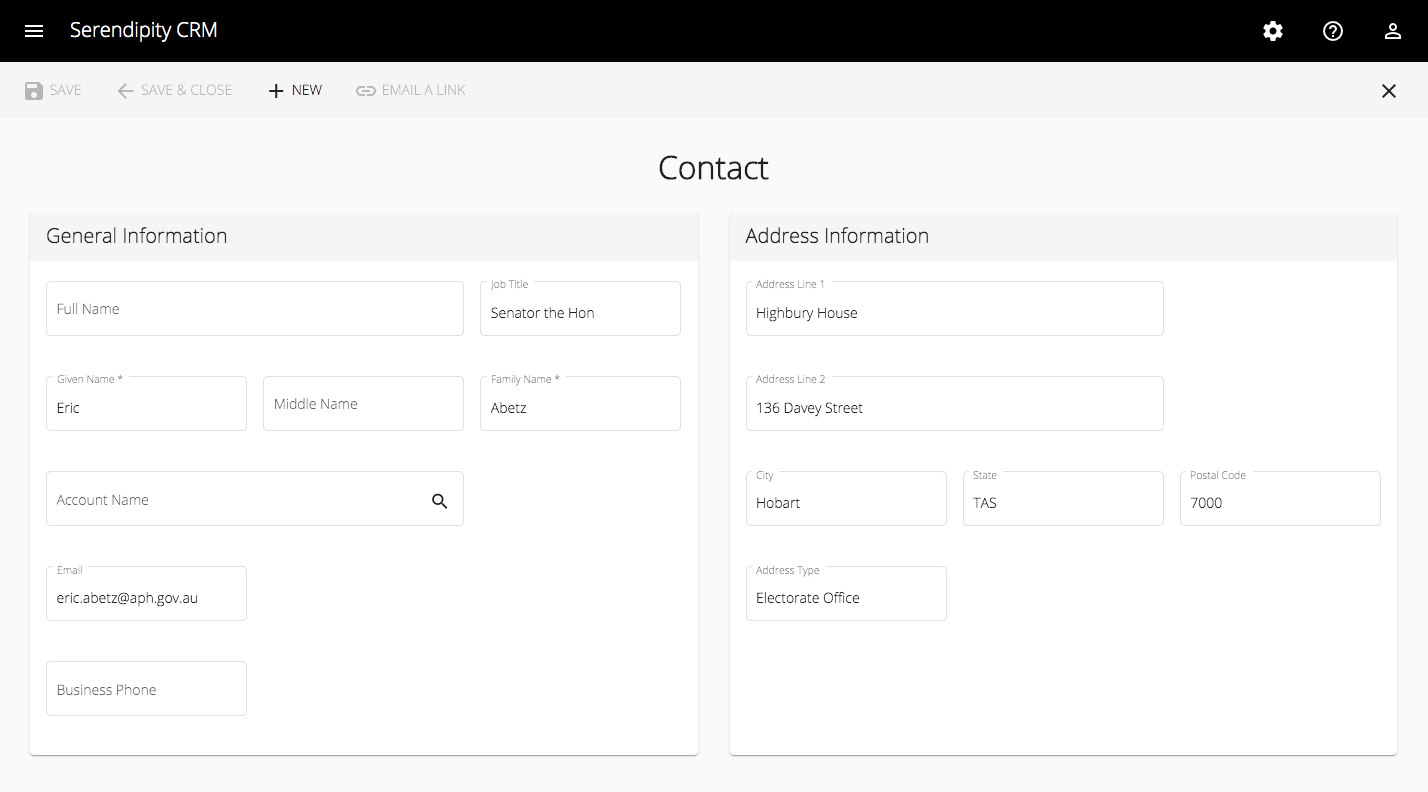 Serendipity CRM
SAVE SAVE & CLOSE NEW EMAIL A LINK
Contact
General Information
Full Name
Job Title
Senator the Hon
Given Name *
Eric
Middle Name
Family Name *
Abetz
Account Name
Email
eric.abetz@aph.gov.au
Business Phone
Address Information
Address Line 1
Highbury House
Address Line 2
136 Davey Street
City
Hobart
State
TAS
Postal Code
7000
Address Type
Electorate Office